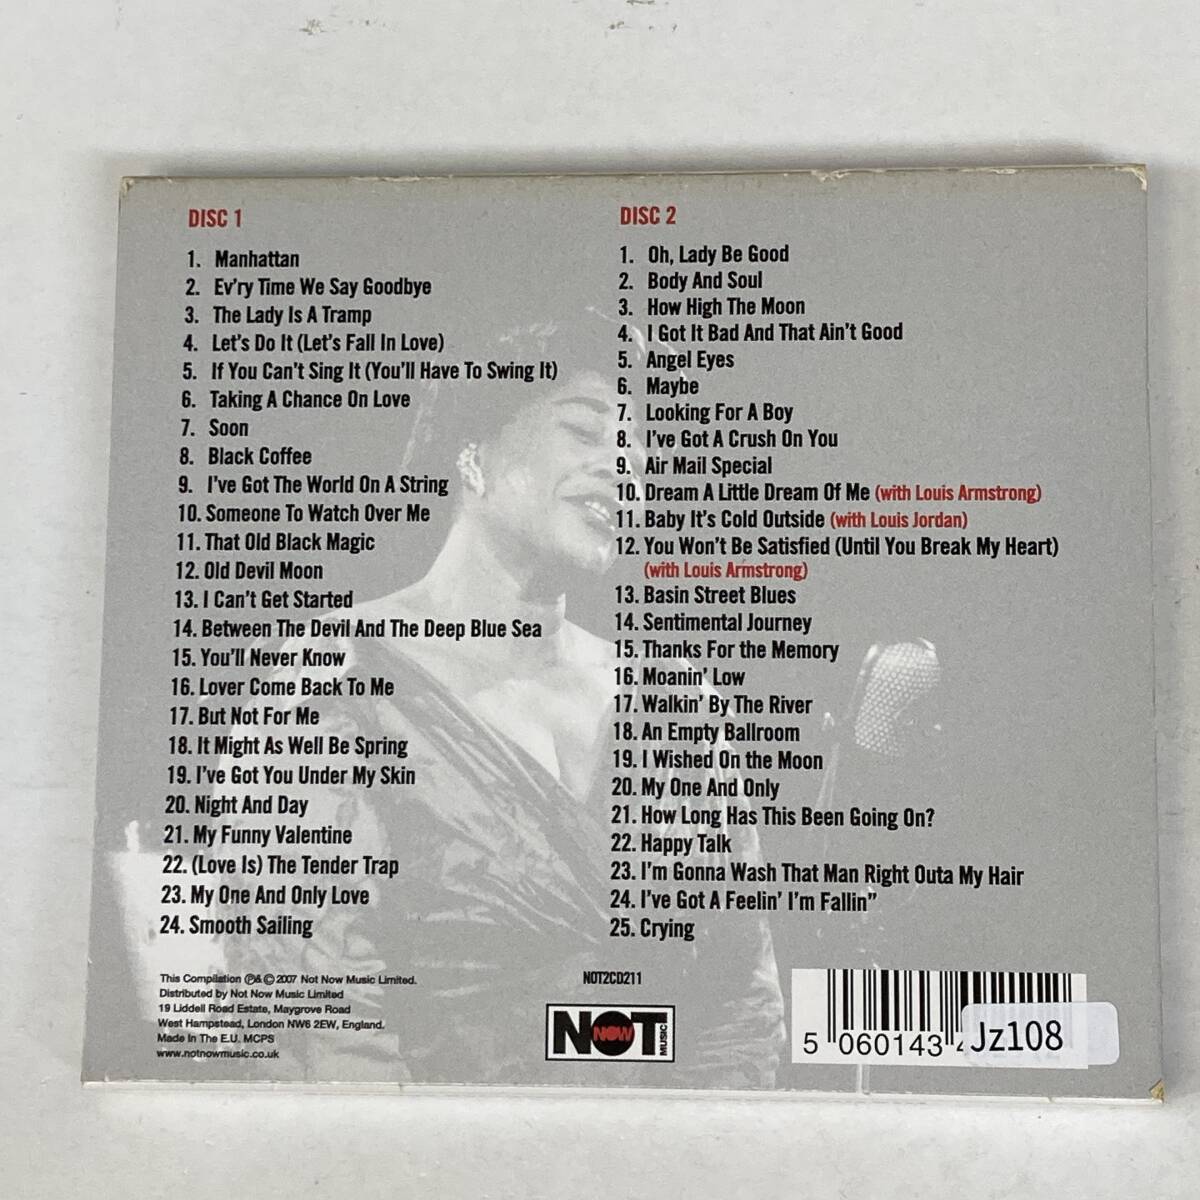 DISC 1
1. Manhattan
2. Ev'ry Time We Say Goodbye
3. The Lady Is A Tramp
4. Let's Do It (Let's Fall In Love)
5. If You Can't Sing It (You'll Have To Swing It)
6. Taking A Chance On Love
7. Soon
8. Black Coffee
9. I've Got The World On A String
10. Someone To Watch Over Me
11. That Old Black Magic
12. Old Devil Moon
13. I Can't Get Started
14. Between The Devil And The Deep Blue Sea
15. You'll Never Know
16. Lover Come Back To Me
17. But Not For Me
18. It Might As Well Be Spring
19. I've Got You Under My Skin
20. Night And Day
21. My Funny Valentine
22. (Love Is) The Tender Trap
23. My One And Only Love
24. Smooth Sailing
DISC 2
1. Oh, Lady Be Good
2. Body And Soul
3. How High The Moon
4. I Got It Bad And That Ain't Good
5. Angel Eyes
6. Maybe
7. Looking For A Boy
8. I've Got A Crush On You
9. Air Mail Special
10. Dream A Little Dream Of Me (with Louis Armstrong)
11. Baby It's Cold Outside (with Louis Jordan)
12. You Won't Be Satisfied (Until You Break My Heart)
(with Louis Armstrong)
13. Basin Street Blues
14. Sentimental Journey
15. Thanks For the Memory
16. Moanin' Low
17. Walkin' By The River
18. An Empty Ballroom
19. I Wished On the Moon
20. My One And Only
21. How Long Has This Been Going On?
22. Happy Talk
23. I'm Gonna Wash That Man Right Outa My Hair
24. I've Got A Feelin' I'm Fallin"
25. Crying
This Compilation ℗&© 2007 Not Now Music Limited.
Distributed by Not Now Music Limited
19 Liddell Road Estate, Maygrove Road
West Hampstead, London NW6 2EW, England.
Made In The E.U. MCPS
www.notnowmusic.co.uk
NOT2CD211
NOT NOW MUSIC
5 060143
Jz108